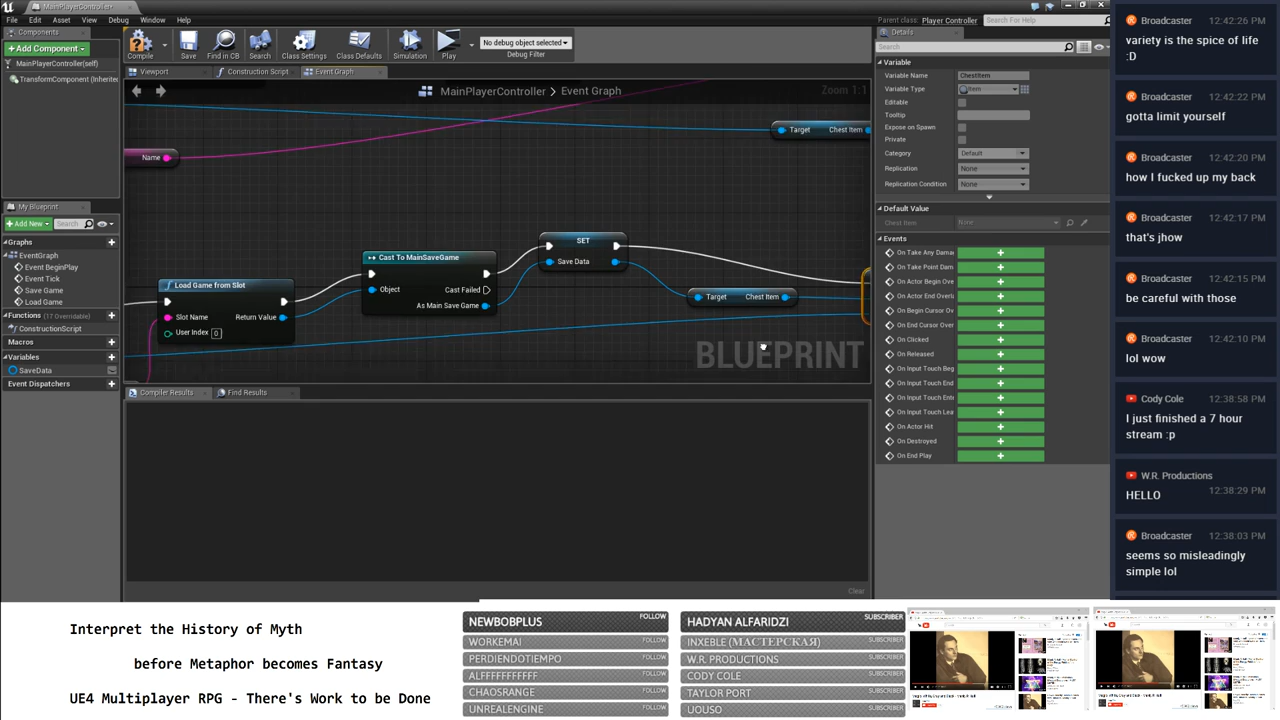 MainPlayerController*
File Edit Asset View Debug Window Help
Parent class: Player Controller Search For Help
Components
+Add Component
MainPlayerController(self)
TransformComponent (Inherite
Compile Save Find in CB Search Class Settings Class Defaults Simulation Play
No debug object selected
Debug Filter
Viewport Construction Script Event Graph
MainPlayerController > Event Graph
Zoom 1:1
Name
Target Chest Item
SET
Save Data
Cast To MainSaveGame
Object
Cast Failed
As Main Save Game
Load Game from Slot
Slot Name Return Value
User Index 0
Target Chest Item
BLUEPRINT
My Blueprint
+Add New Search
Graphs
EventGraph
Event BeginPlay
Event Tick
Save Game
Load Game
Functions (17 Overridable)
ConstructionScript
Macros
Variables
SaveData
Event Dispatchers
Compiler Results Find Results
Clear
Details
Search
Variable
Variable Name ChestItem
Variable Type Item
Editable
Tooltip
Expose on Spawn
Private
Category Default
Replication None
Replication Condition None
Default Value
Chest Item None
Events
On Take Any Dama
On Take Point Dam
On Actor Begin Ove
On Actor End Overla
On Begin Cursor Ov
On End Cursor Over
On Clicked
On Released
On Input Touch Beg
On Input Touch End
On Input Touch Ente
On Input Touch Lea
On Actor Hit
On Destroyed
On End Play
Broadcaster 12:42:26 PM
variety is the spice of life
:D
Broadcaster 12:42:22 PM
gotta limit yourself
Broadcaster 12:42:20 PM
how I fucked up my back
Broadcaster 12:42:17 PM
that's jhow
Broadcaster 12:42:15 PM
be careful with those
Broadcaster 12:42:10 PM
lol wow
Cody Cole 12:38:58 PM
I just finished a 7 hour
stream :p
W.R. Productions
12:38:29 PM
HELLO
Broadcaster 12:38:03 PM
seems so misleadingly
simple lol
Interpret the History of Myth
before Metaphor becomes Fantasy
UE4 Multiplayer RPG - There's Work to be D
NEWBOBPLUS FOLLOW
WORKEMAI FOLLOW
PERDIENDOTIEMPO FOLLOW
ALFFFFFFFFFF FOLLOW
CHAOSRANGE FOLLOW
UNREALENGINE FOLLOW
HADYAN ALFARIDZI SUBSCRIBER
INXEBLE (МАСТЕРСКАЯ) SUBSCRIBER
W.R. PRODUCTIONS SUBSCRIBER
CODY COLE SUBSCRIBER
TAYLOR PORT SUBSCRIBER
UOUSO SUBSCRIBER